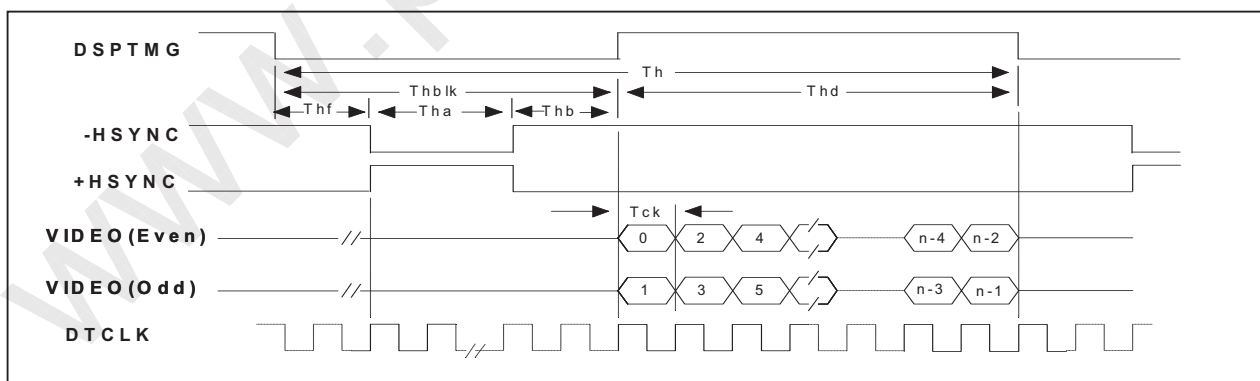 DSPTMG
Th
Thblk
Thd
Thf
Tha
Thb
-HSYNC
+HSYNC
Tck
VIDEO(Even)
0
2
4
n-4
n-2
VIDEO(Odd)
1
3
5
n-3
n-1
DTCLK
www.p